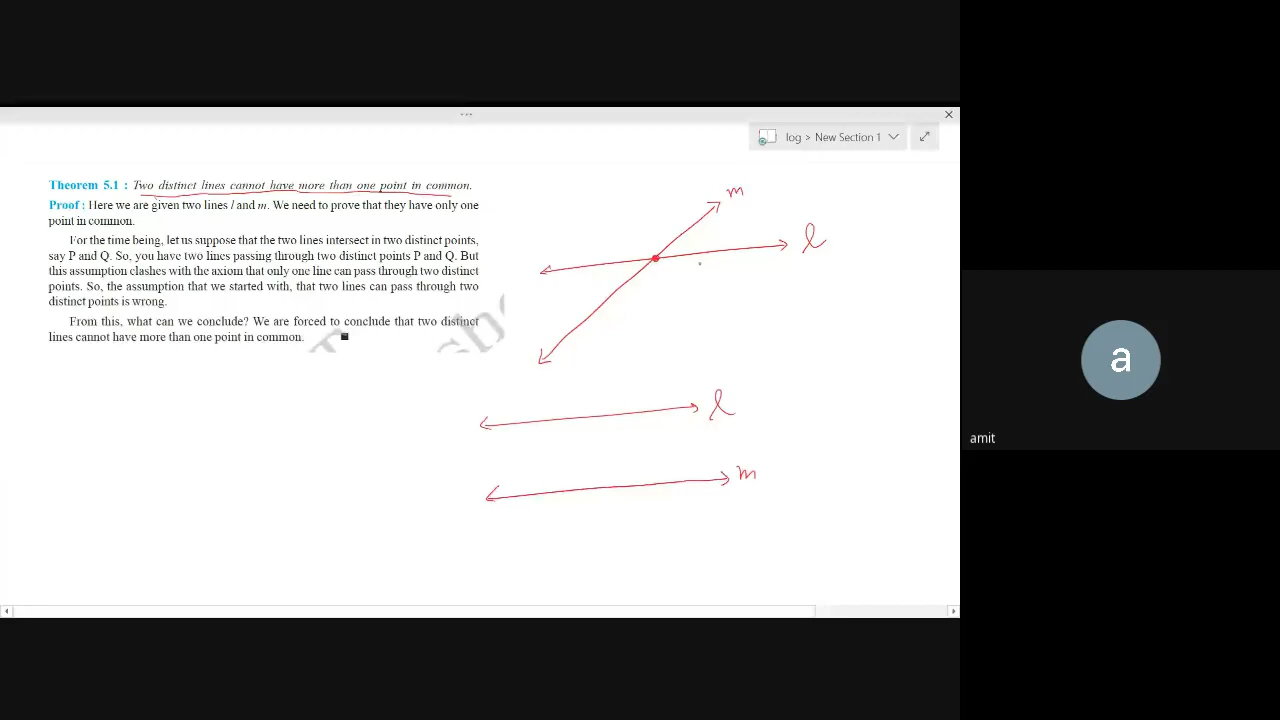 log > New Section 1
Theorem 5.1 : Two distinct lines cannot have more than one point in common.
Proof : Here we are given two lines l and m. We need to prove that they have only one
point in common.
For the time being, let us suppose that the two lines intersect in two distinct points,
say P and Q. So, you have two lines passing through two distinct points P and Q. But
this assumption clashes with the axiom that only one line can pass through two distinct
points. So, the assumption that we started with, that two lines can pass through two
distinct points is wrong.
From this, what can we conclude? We are forced to conclude that two distinct
lines cannot have more than one point in common.
m
l
l
m
a
amit